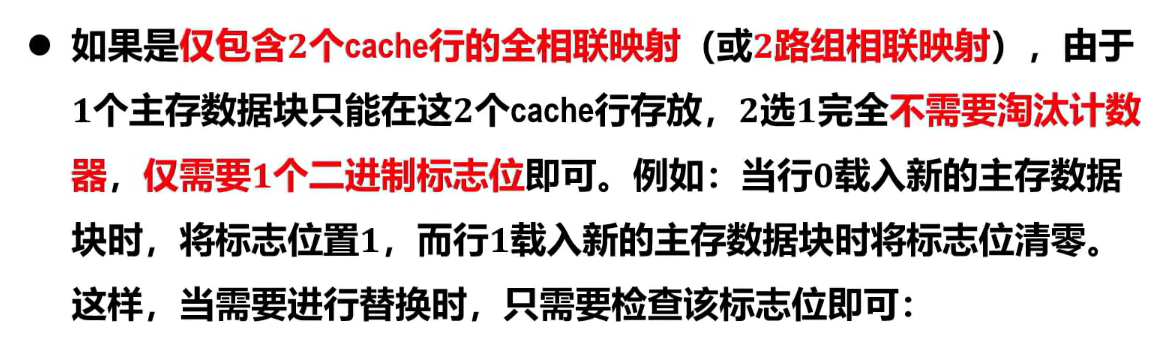 ● 如果是仅包含2个cache行的全相联映射（或2路组相联映射），由于
1个主存数据块只能在这2个cache行存放，2选1完全不需要淘汰计数
器，仅需要1个二进制标志位即可。例如：当行0载入新的主存数据
块时，将标志位置1，而行1载入新的主存数据块时将标志位清零。
这样，当需要进行替换时，只需要检查该标志位即可：